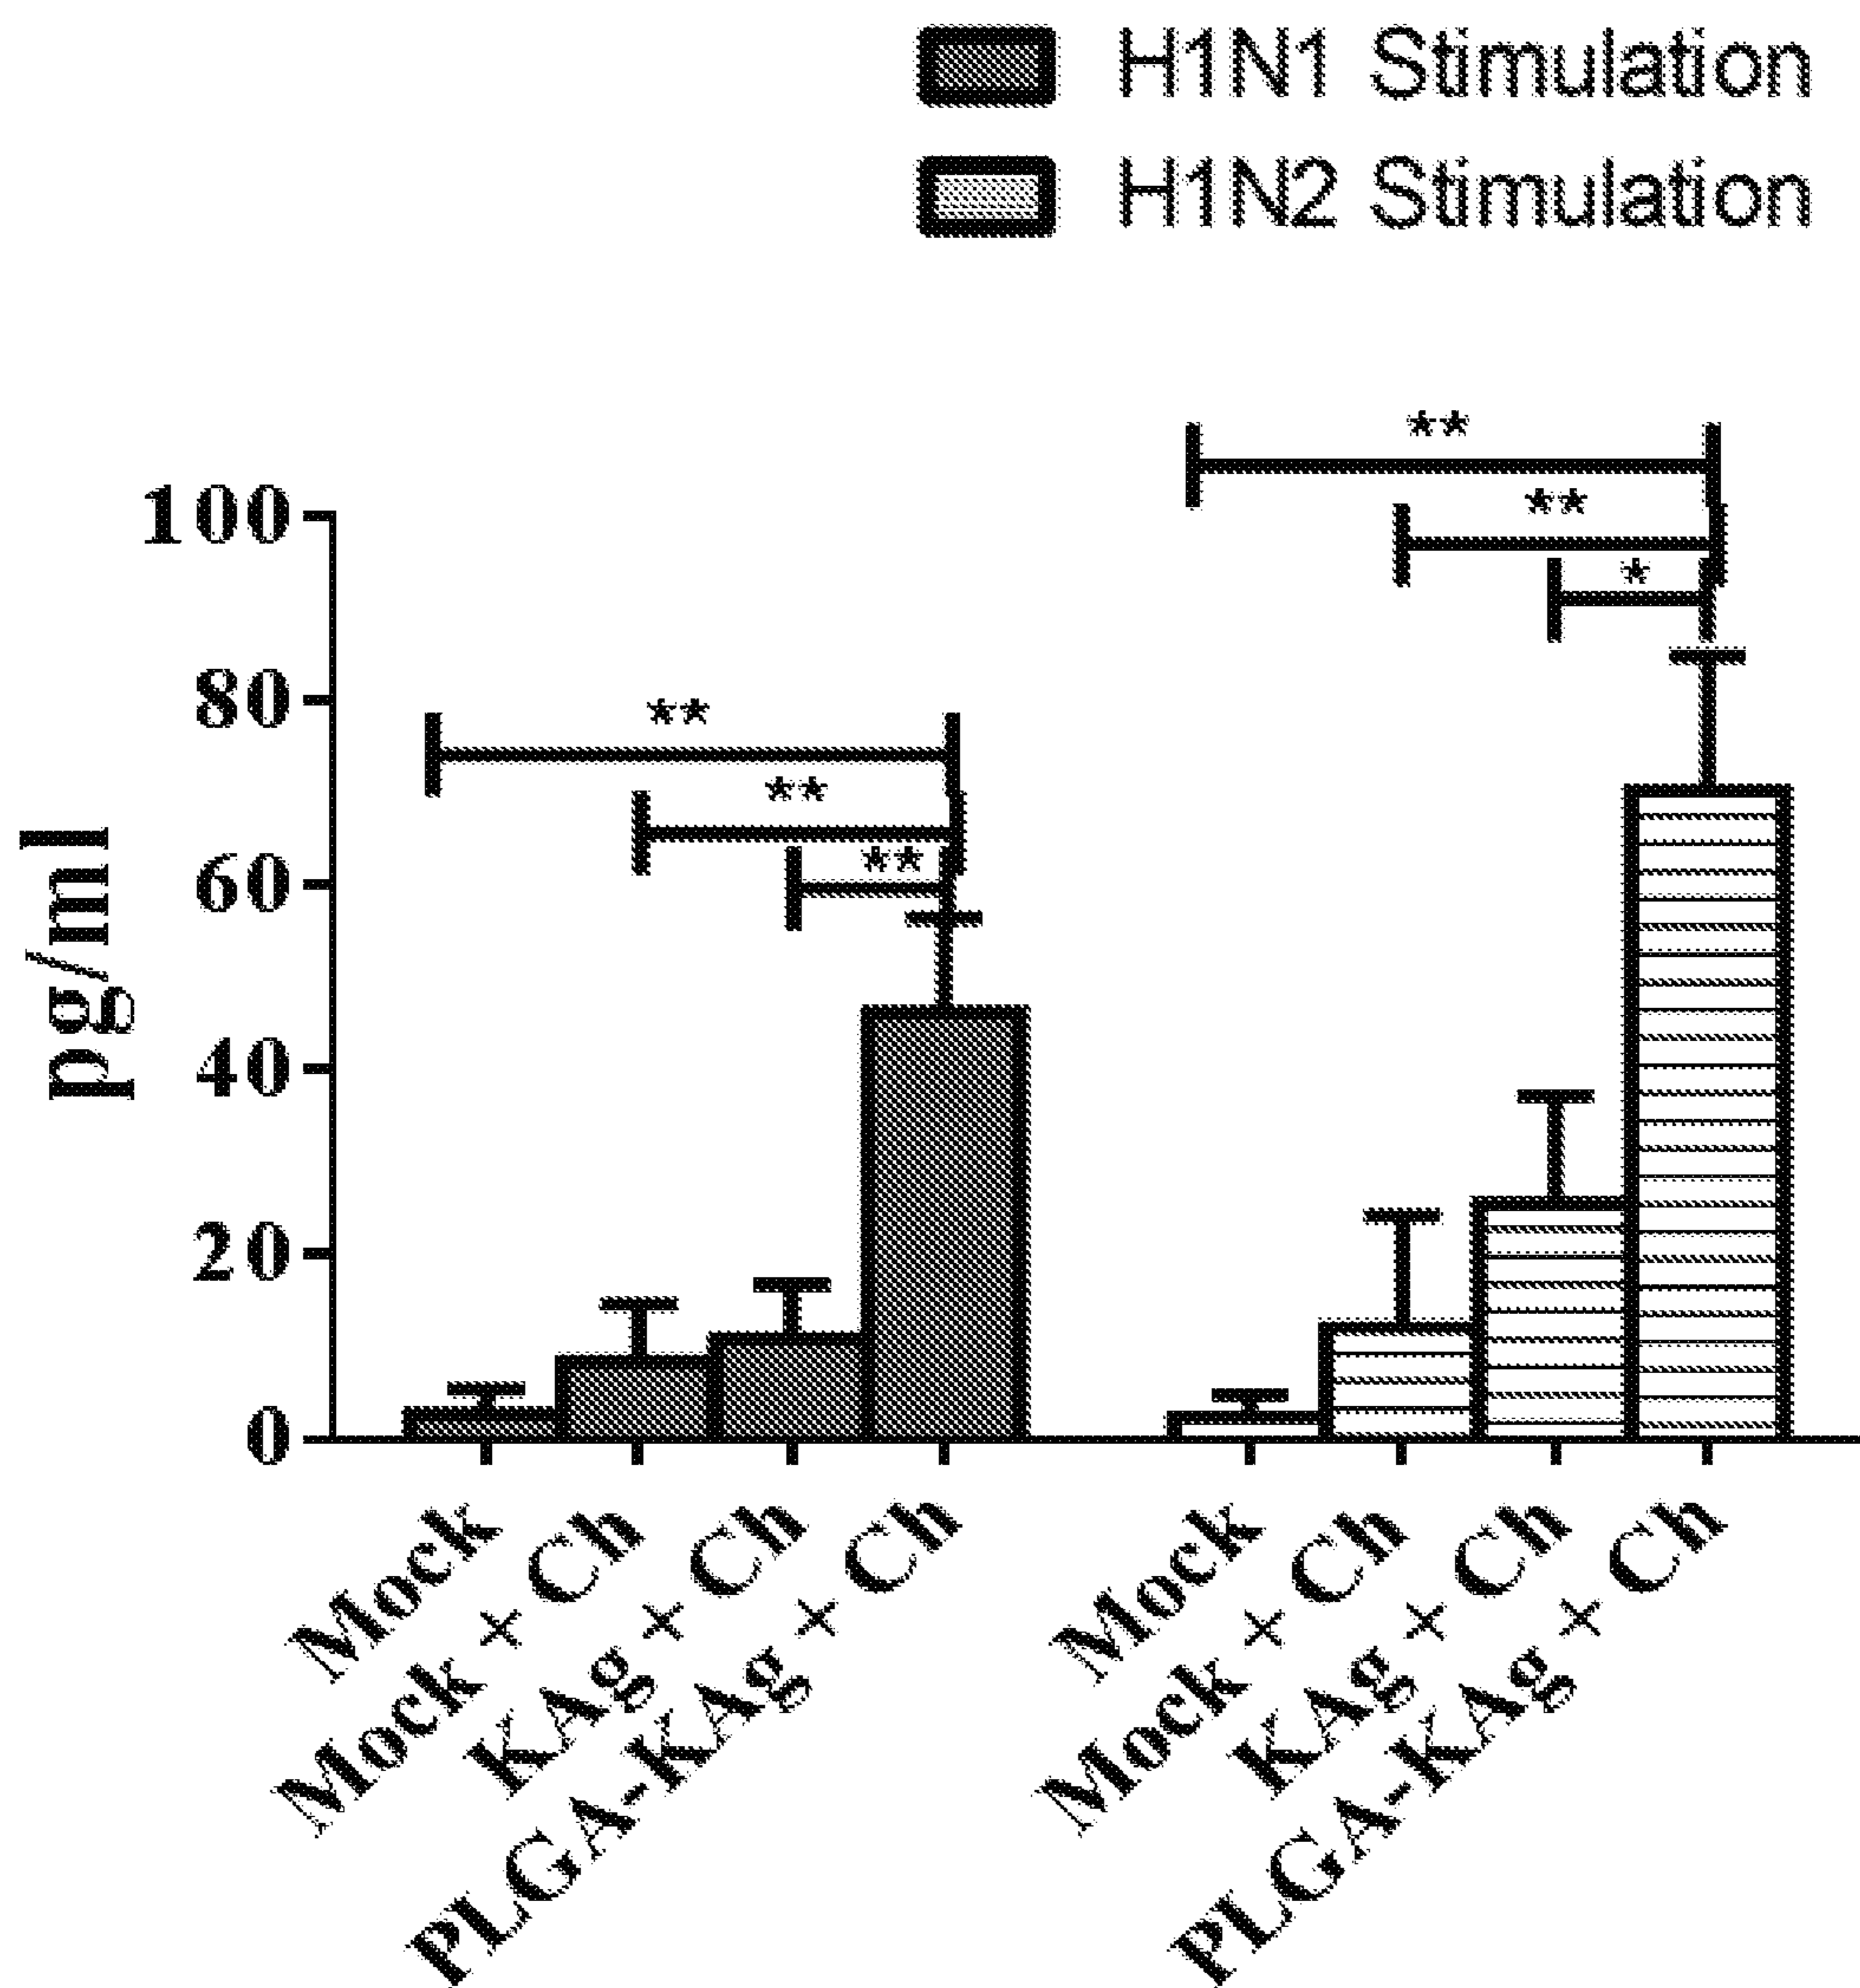 H1N1 Stimulation
H1N2 Stimulation
**
**
*
**
**
**
100
80
60
40
20
0
pg/ml
Mock
Mock + Ch
KAg + Ch
PLGA-KAg + Ch
Mock
Mock + Ch
KAg + Ch
PLGA-KAg + Ch